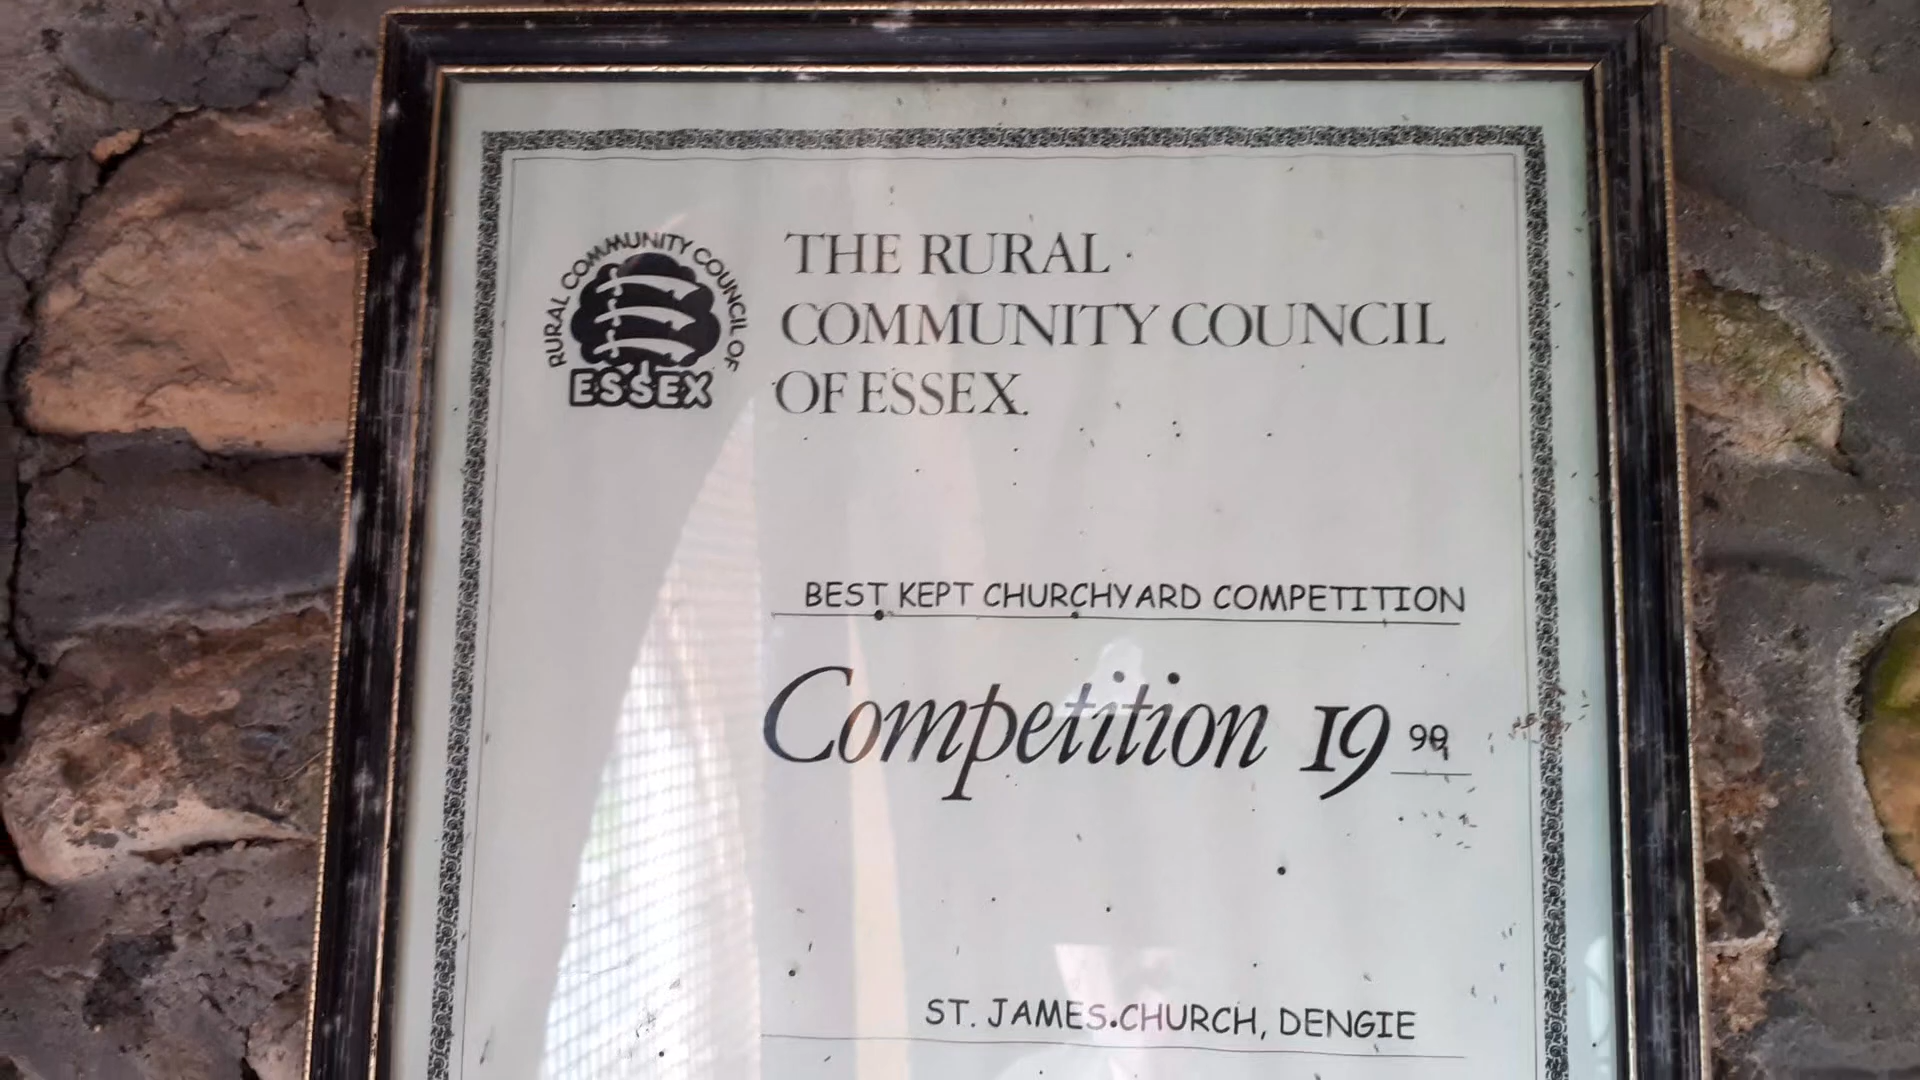 RURAL COMMUNITY COUNCIL OF
ESSEX
THE RURAL
COMMUNITY COUNCIL
OF ESSEX.
BEST KEPT CHURCHYARD COMPETITION
Competition 19 99
ST. JAMES CHURCH, DENGIE